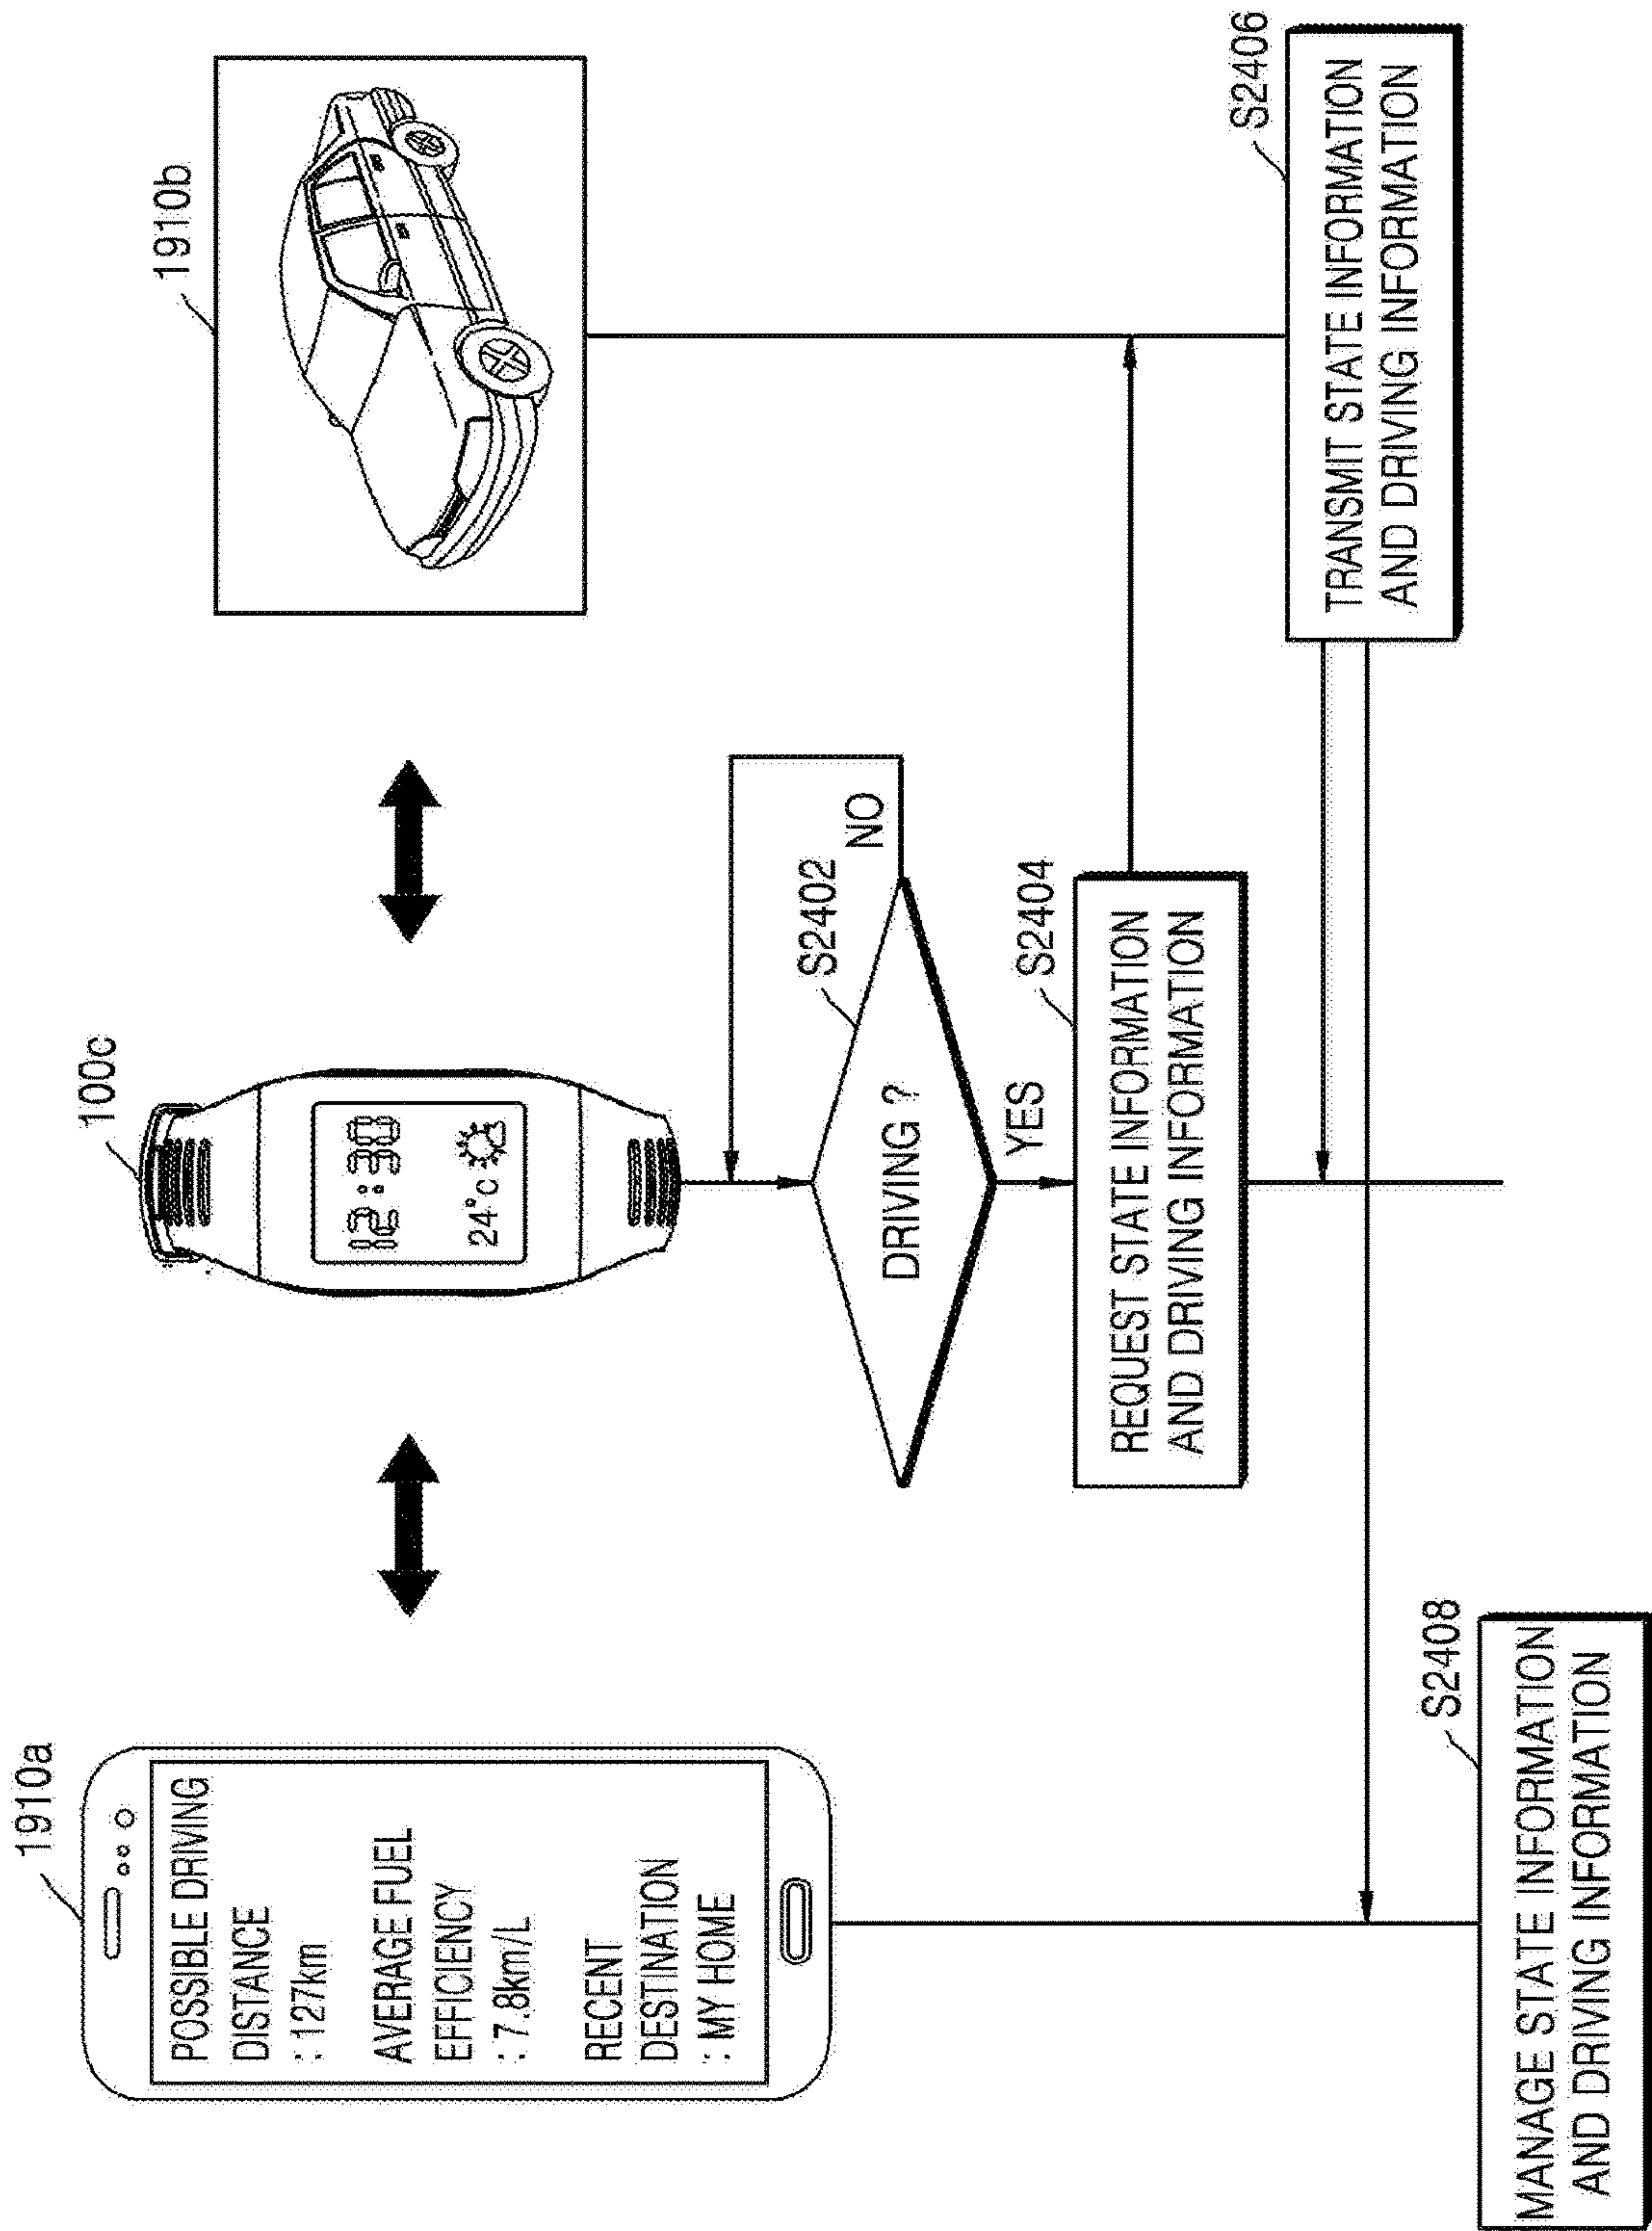 1910a
POSSIBLE DRIVING
DISTANCE
: 127km
AVERAGE FUEL
EFFICIENCY
: 7.8km/L
RECENT
DESTINATION
: MY HOME
100c
12:30
24°c
1910b
S2402
DRIVING ?
NO
YES
S2404
REQUEST STATE INFORMATION
AND DRIVING INFORMATION
S2406
TRANSMIT STATE INFORMATION
AND DRIVING INFORMATION
S2408
MANAGE STATE INFORMATION
AND DRIVING INFORMATION